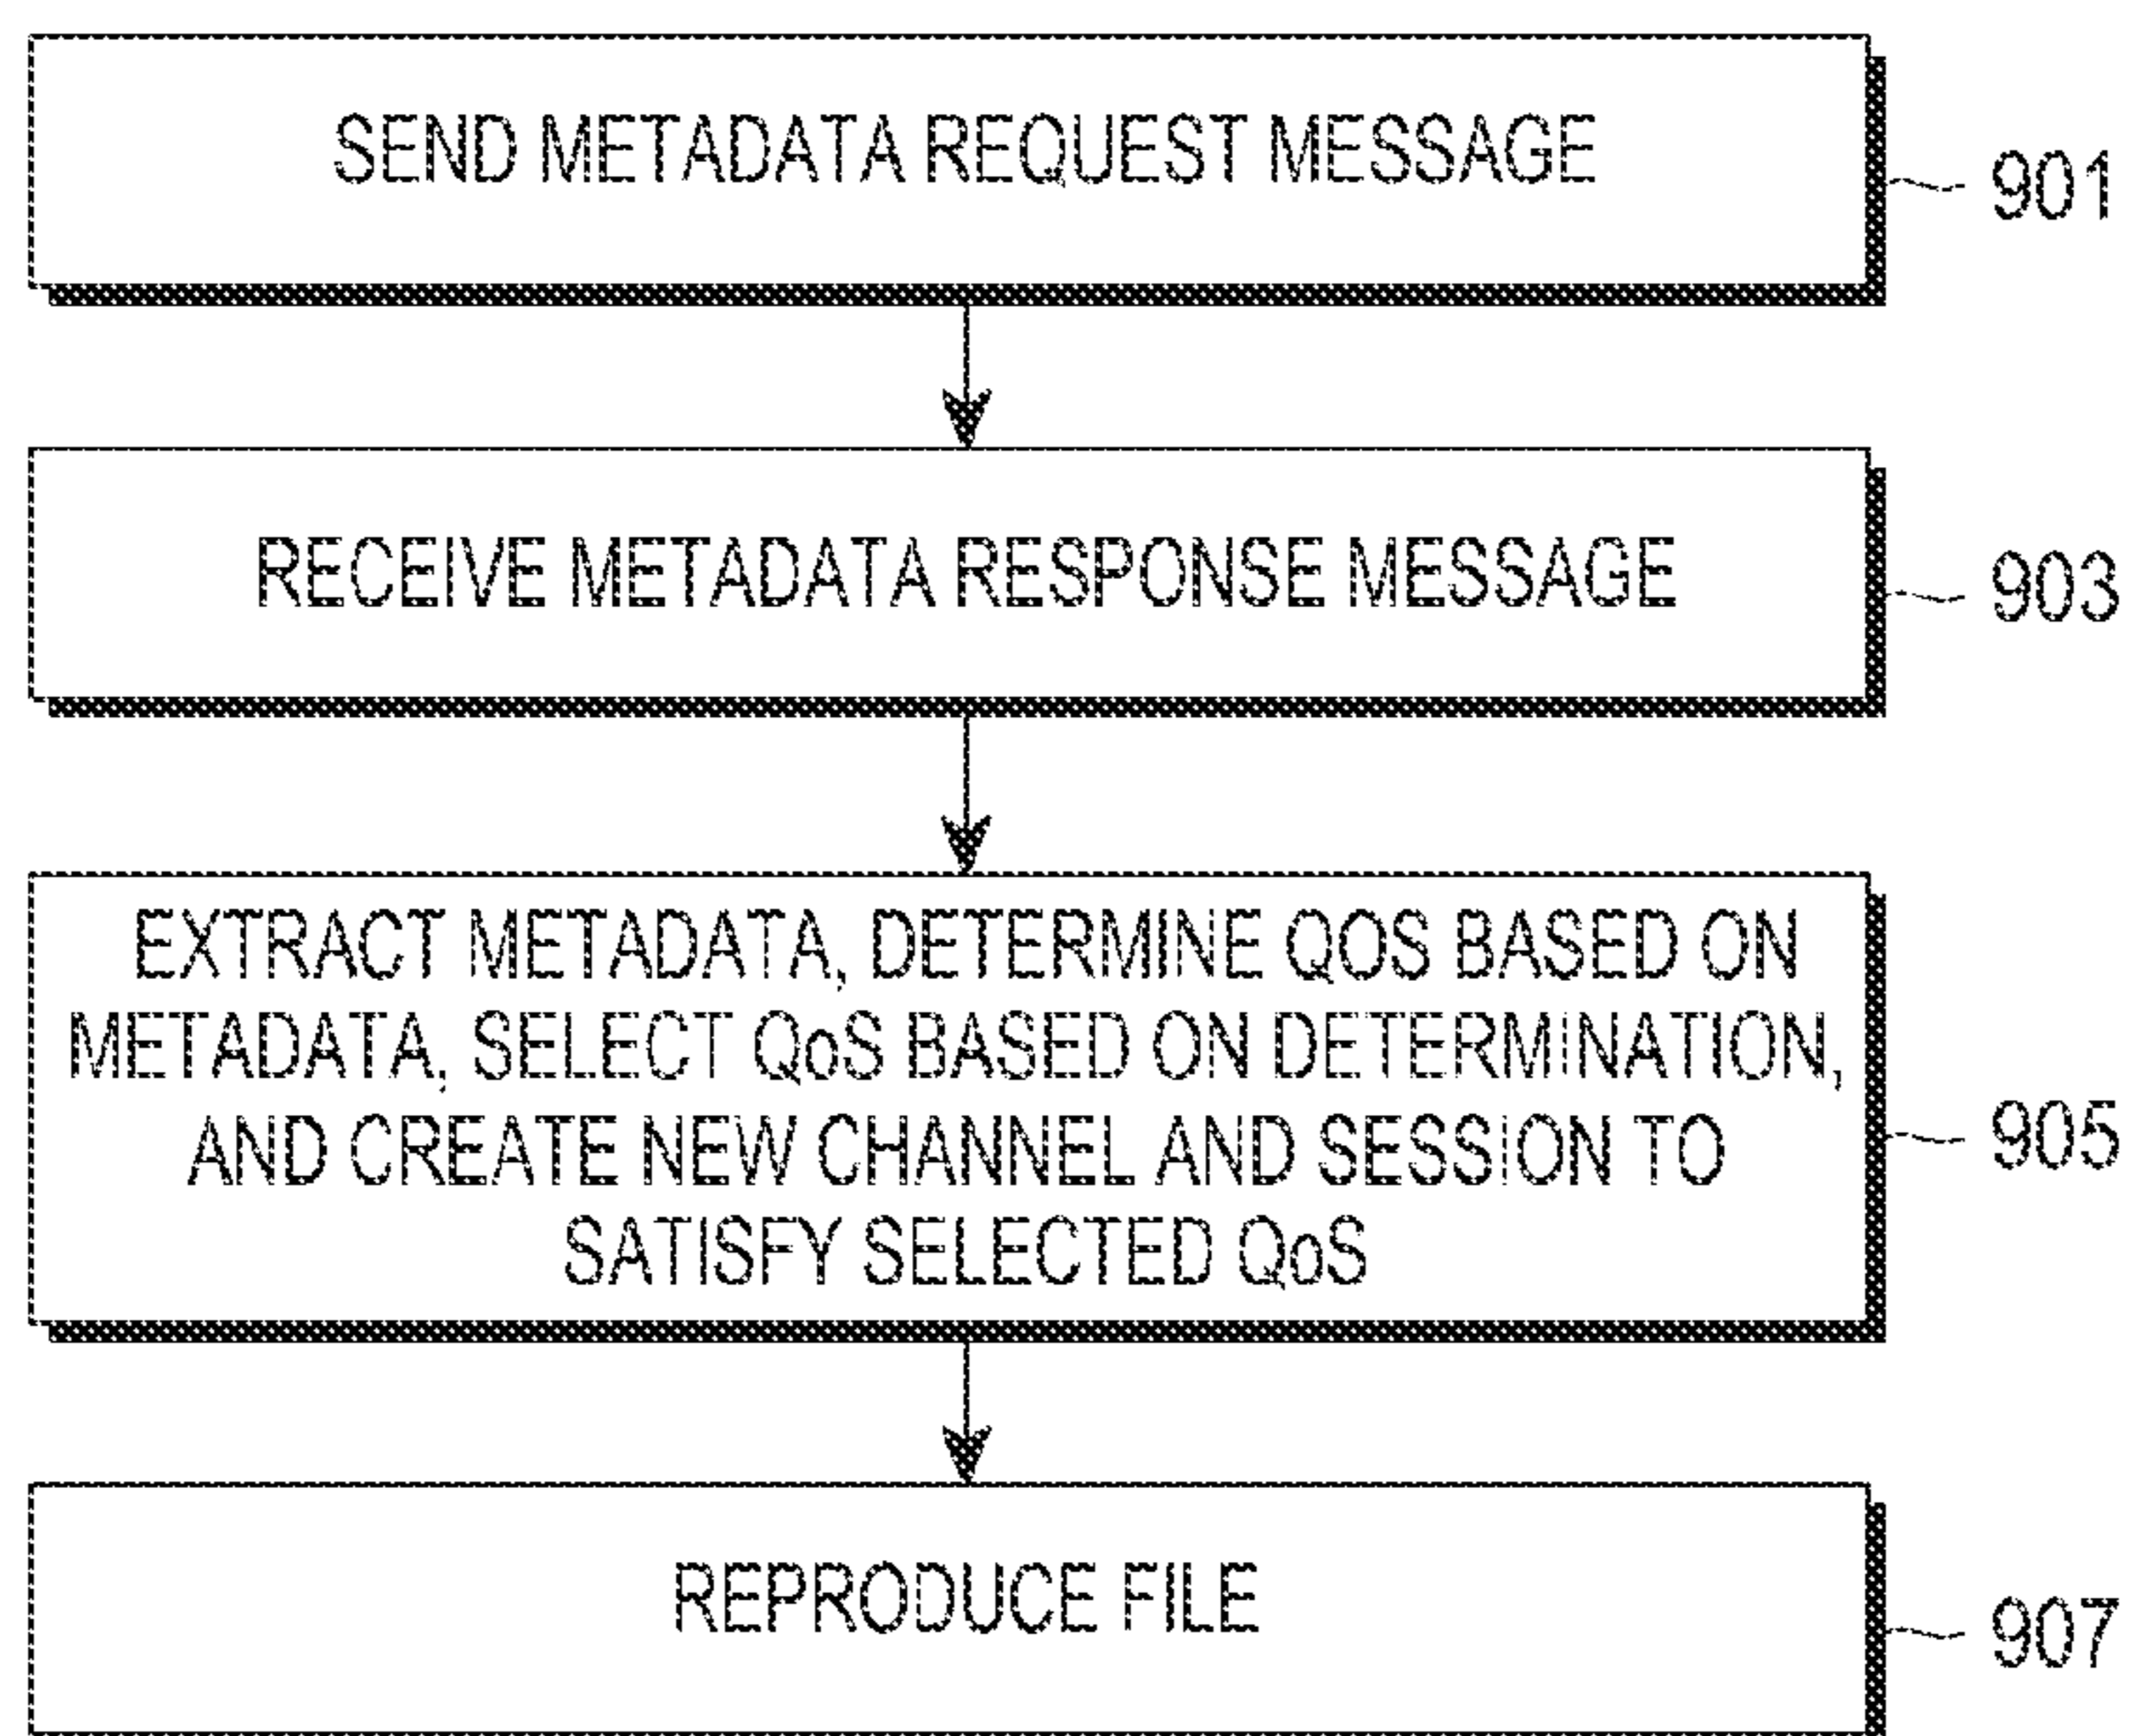 SEND METADATA REQUEST MESSAGE
901
RECEIVE METADATA RESPONSE MESSAGE
903
EXTRACT METADATA, DETERMINE QOS BASED ON
METADATA, SELECT QoS BASED ON DETERMINATION,
AND CREATE NEW CHANNEL AND SESSION TO
SATISFY SELECTED QoS
905
REPRODUCE FILE
907